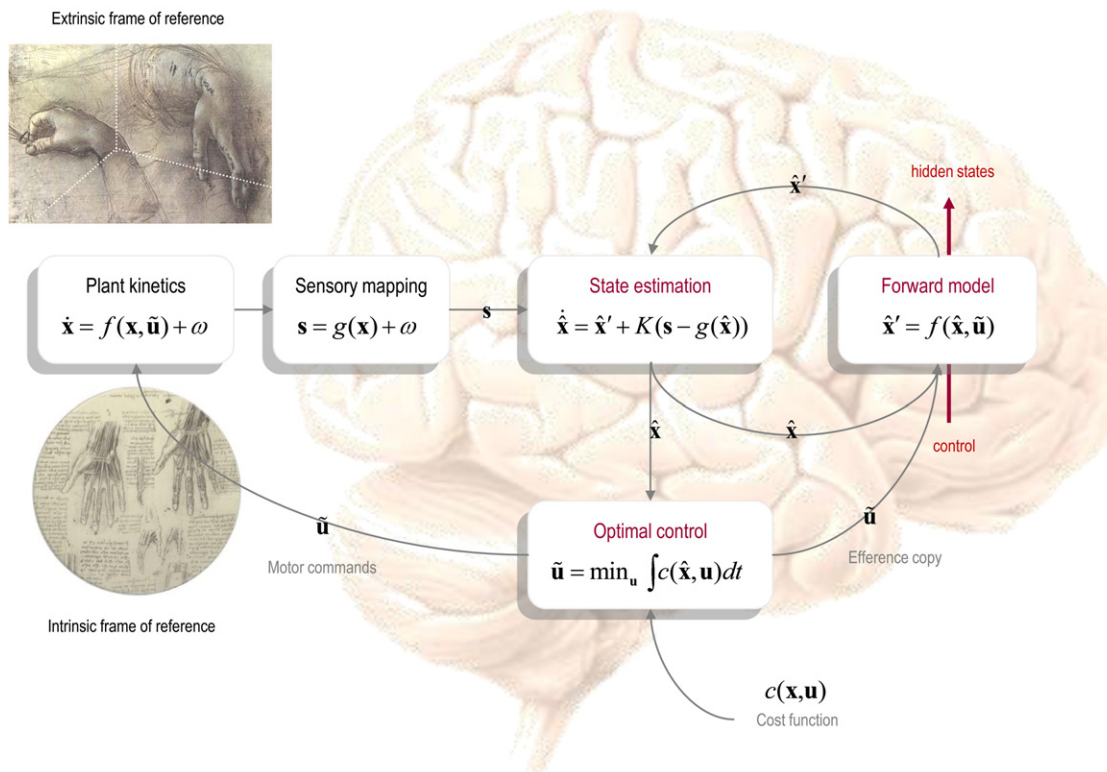 Extrinsic frame of reference
hidden states
x̂′
Plant kinetics
ẋ = f(x, ũ) + ω
Sensory mapping
s = g(x) + ω
s
State estimation
x̂̇ = x̂′ + K(s − g(x̂))
Forward model
x̂′ = f(x̂, ũ)
x̂
x̂
control
ũ
Motor commands
Optimal control
ũ = min_u ∫c(x̂, u)dt
ũ
Efference copy
Intrinsic frame of reference
c(x,u)
Cost function